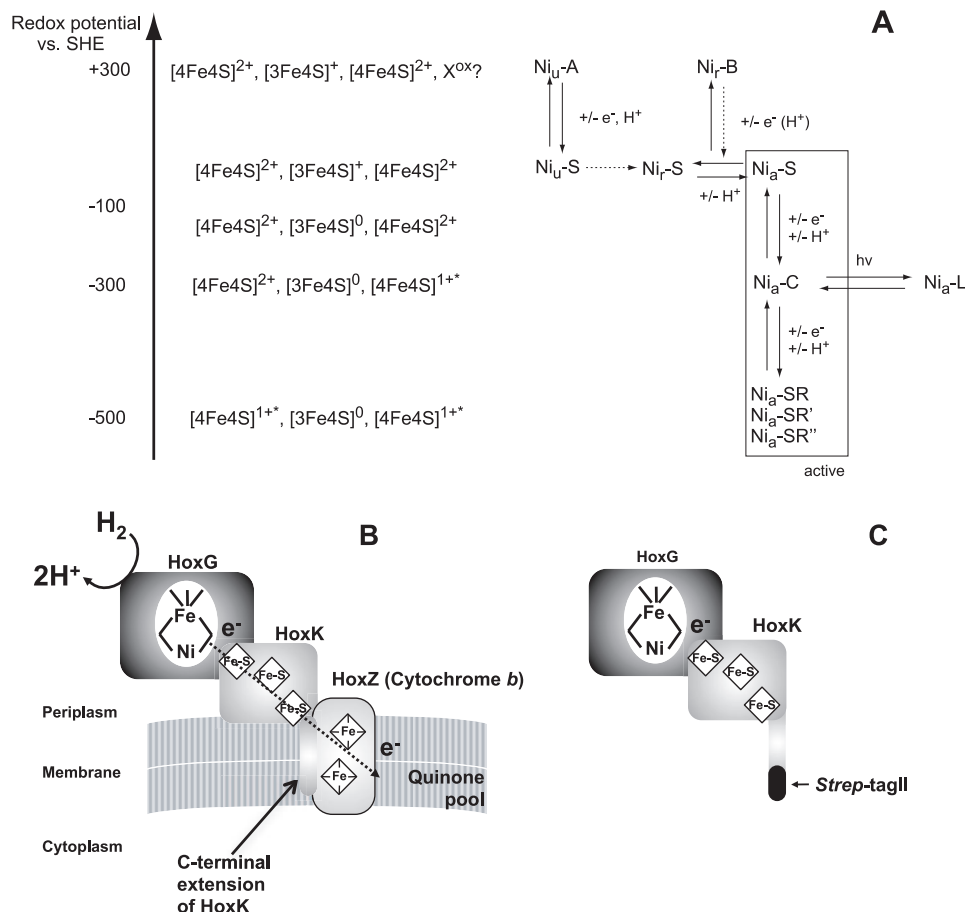 Redox potential
vs. SHE
A
+300
[4Fe4S]²⁺, [3Fe4S]⁺, [4Fe4S]²⁺, Xᵒˣ?
Niᵤ-A
Niᵣ-B
+/- e⁻, H⁺
+/- e⁻ (H⁺)
[4Fe4S]²⁺, [3Fe4S]⁺, [4Fe4S]²⁺
Niᵤ-S
Niᵣ-S
Niₐ-S
+/- H⁺
-100
[4Fe4S]²⁺, [3Fe4S]⁰, [4Fe4S]²⁺
+/- e⁻
+/- H⁺
hν
-300
[4Fe4S]²⁺, [3Fe4S]⁰, [4Fe4S]¹⁺*
Niₐ-C
Niₐ-L
+/- e⁻
+/- H⁺
-500
[4Fe4S]¹⁺*, [3Fe4S]⁰, [4Fe4S]¹⁺*
Niₐ-SR
Niₐ-SR'
Niₐ-SR''
active
B
H₂
2H⁺
HoxG
Fe
Ni
e⁻
HoxK
Fe-S
Fe-S
Fe-S
HoxZ (Cytochrome b)
Fe
Fe
e⁻
Periplasm
Membrane
Quinone
pool
Cytoplasm
C-terminal
extension
of HoxK
C
HoxG
Fe
Ni
e⁻
HoxK
Fe-S
Fe-S
Fe-S
Strep-tagII